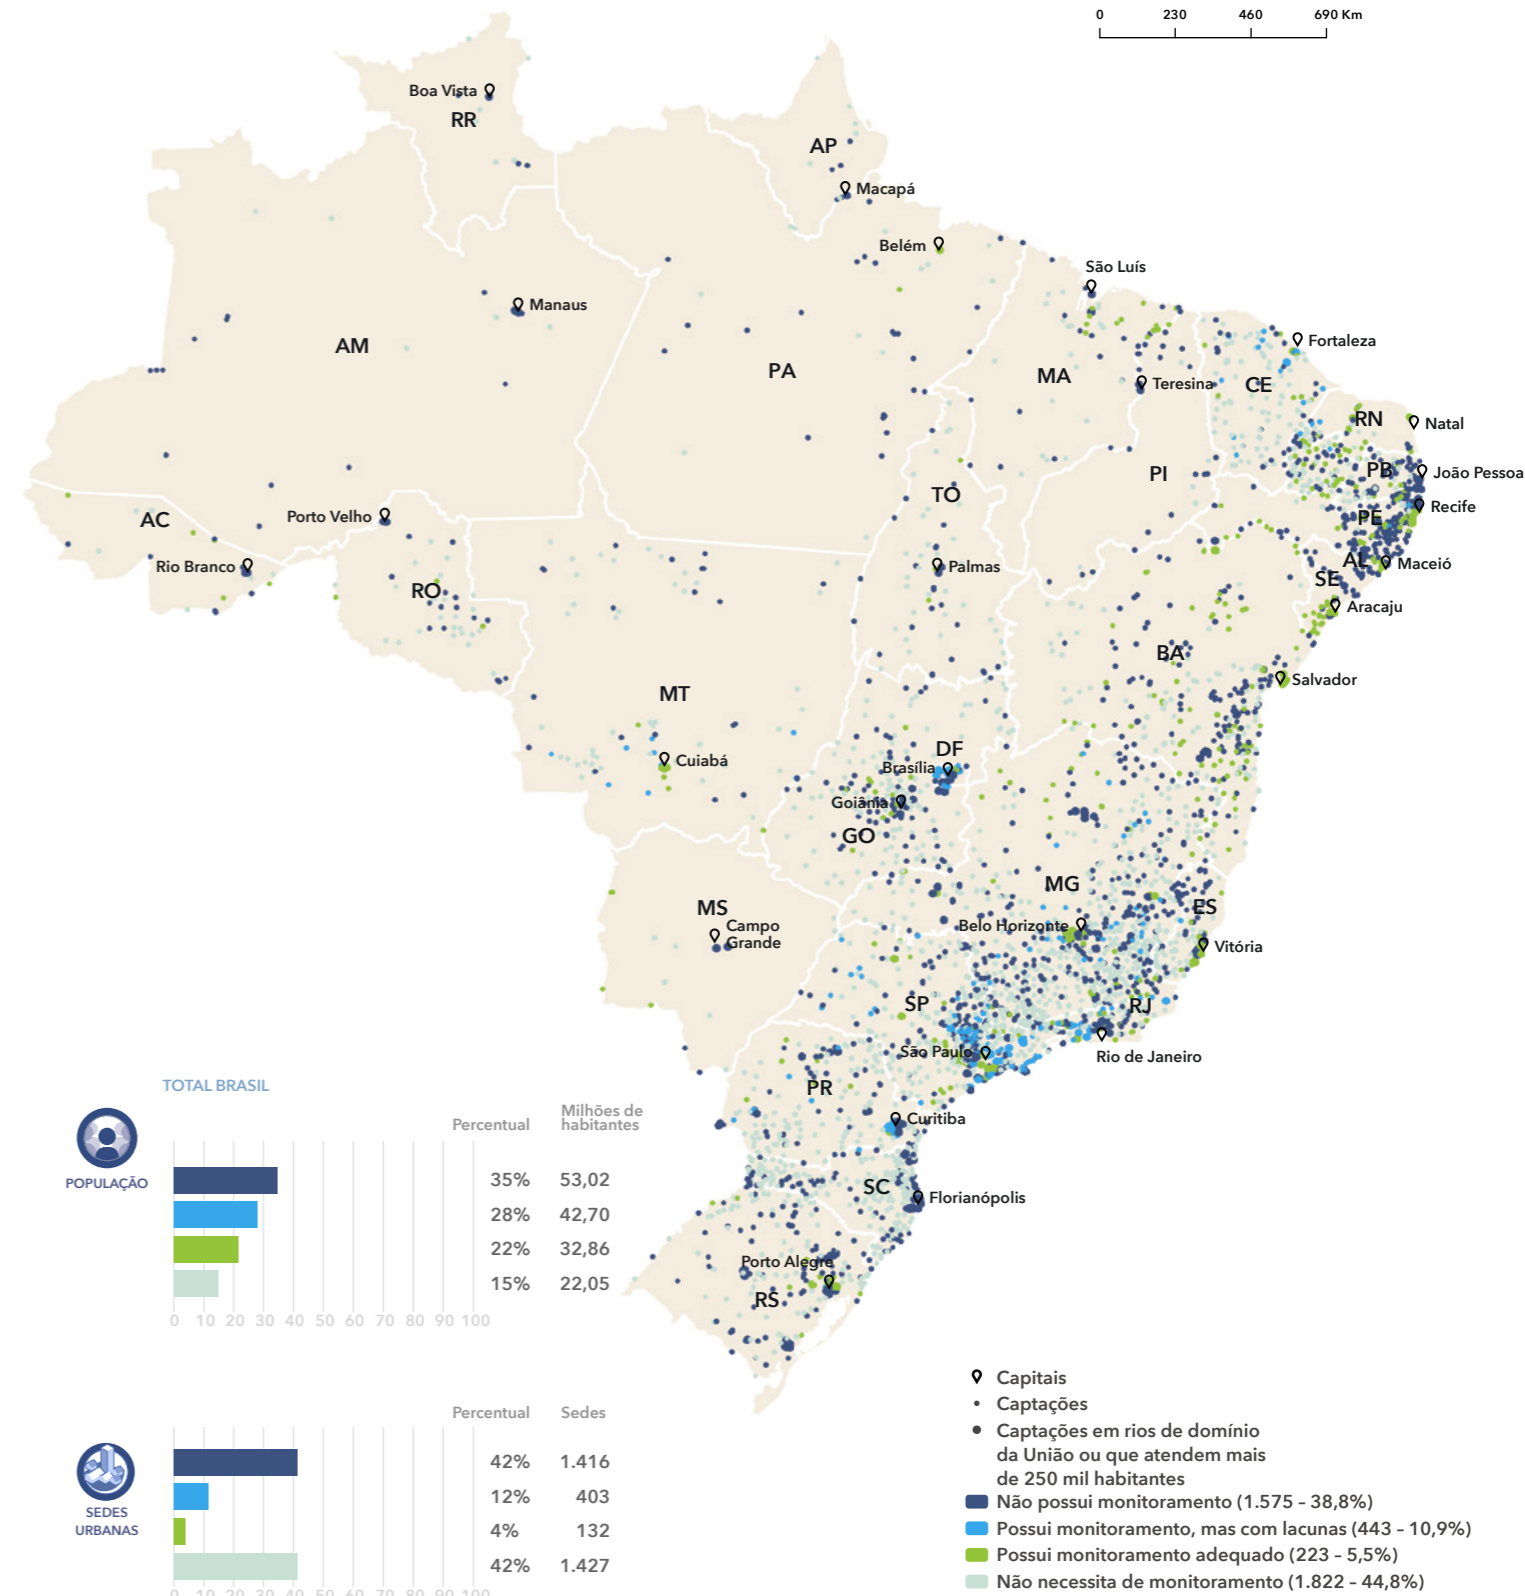 0 230 460 690 Km
Boa Vista
RR
AP
Macapá
Belém
São Luís
Manaus
Fortaleza
AM
PA
MA
Teresina
CE
RN
Natal
PB
João Pessoa
PI
TO
Recife
PE
AC
Porto Velho
AL
Maceió
Rio Branco
Palmas
SE
RO
Aracaju
BA
Salvador
MT
DF
Cuiabá
Brasília
Goiânia
GO
MG
MS
ES
Campo
Grande
Belo Horizonte
Vitória
SP
RJ
São Paulo
Rio de Janeiro
PR
Curitiba
SC
Florianópolis
Porto Alegre
RS
TOTAL BRASIL
Percentual
Milhões de
habitantes
POPULAÇÃO
35% 53,02
28% 42,70
22% 32,86
15% 22,05
0 10 20 30 40 50 60 70 80 90 100
Percentual Sedes
SEDES
URBANAS
42% 1.416
12% 403
4% 132
42% 1.427
0 10 20 30 40 50 60 70 80 90 100
Capitais
Captações
Captações em rios de domínio
da União ou que atendem mais
de 250 mil habitantes
Não possui monitoramento (1.575 – 38,8%)
Possui monitoramento, mas com lacunas (443 – 10,9%)
Possui monitoramento adequado (223 – 5,5%)
Não necessita de monitoramento (1.822 – 44,8%)